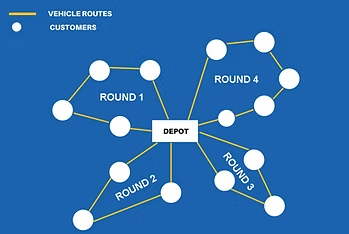 VEHICLE ROUTES
CUSTOMERS
ROUND 4
ROUND 1
DEPOT
ROUND 3
ROUND 2